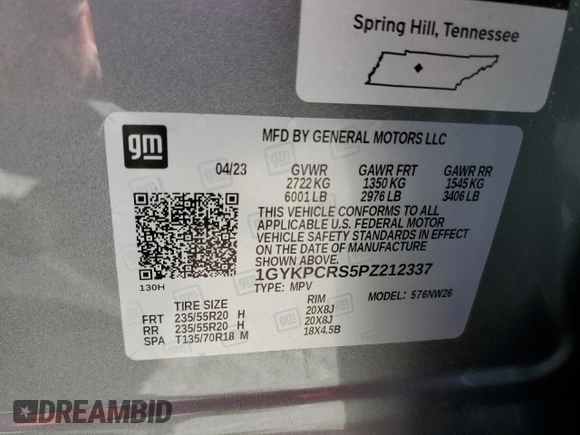 Spring Hill, Tennessee
gm
MFD BY GENERAL MOTORS LLC
04/23 GVWR GAWR FRT GAWR RR
2722 KG 1350 KG 1545 KG
6001 LB 2976 LB 3406 LB
THIS VEHICLE CONFORMS TO ALL
APPLICABLE U.S. FEDERAL MOTOR
VEHICLE SAFETY STANDARDS IN EFFECT
ON THE DATE OF MANUFACTURE
SHOWN ABOVE.
130H
1GYKPCRS5PZ212337
TYPE: MPV MODEL: 576NW26
TIRE SIZE RIM
FRT 235/55R20 H 20X8J
RR 235/55R20 H 20X8J
SPA T135/70R18 M 18X4.5B
DREAMBID